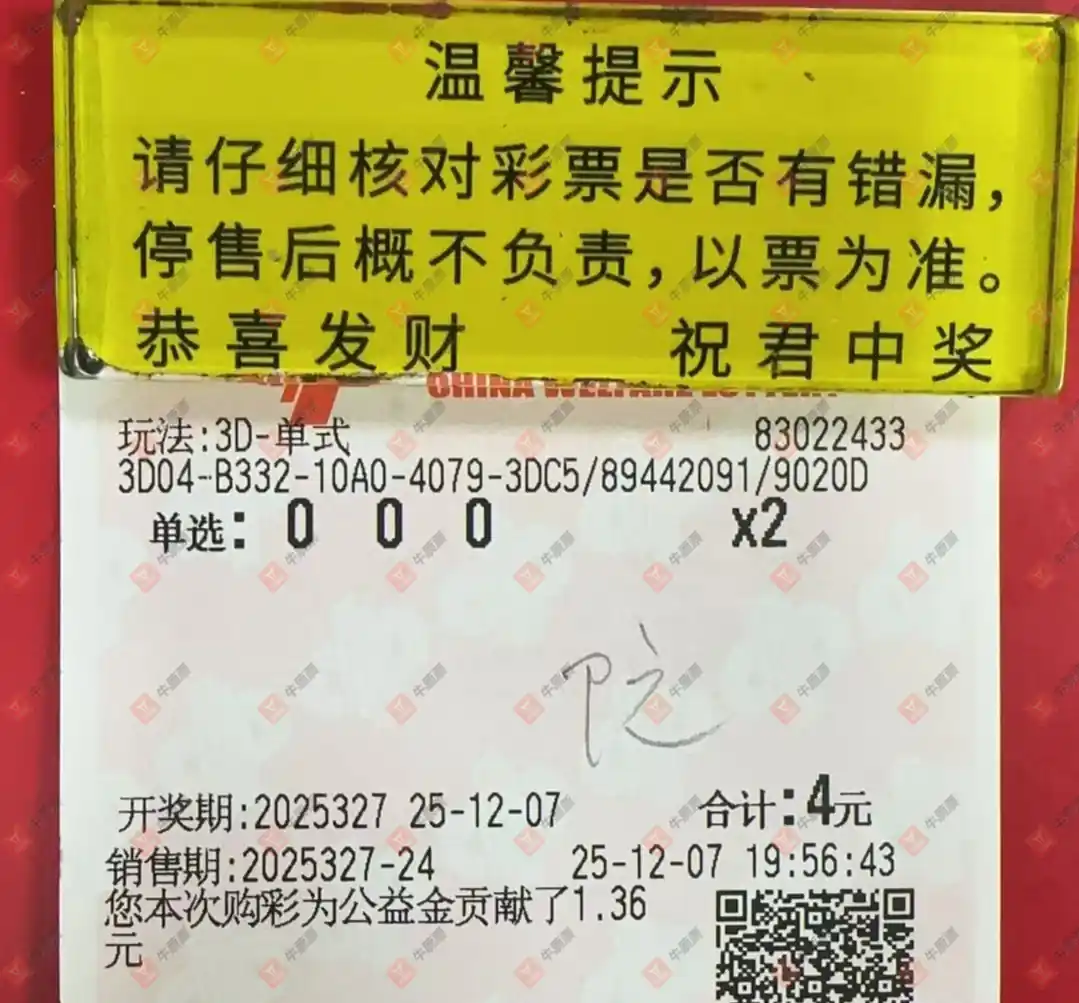 温馨提示
请仔细核对彩票是否有错漏，
停售后概不负责，以票为准。
恭喜发财 祝君中奖
CHINA WELFARE LOTTERY
玩法:3D-单式 83022433
3D04-B332-10A0-4079-3DC5/89442091/9020D
单选: 0 0 0 x2
开奖期:2025327 25-12-07 合计:4元
销售期:2025327-24 25-12-07 19:56:43
您本次购彩为公益金贡献了1.36
元